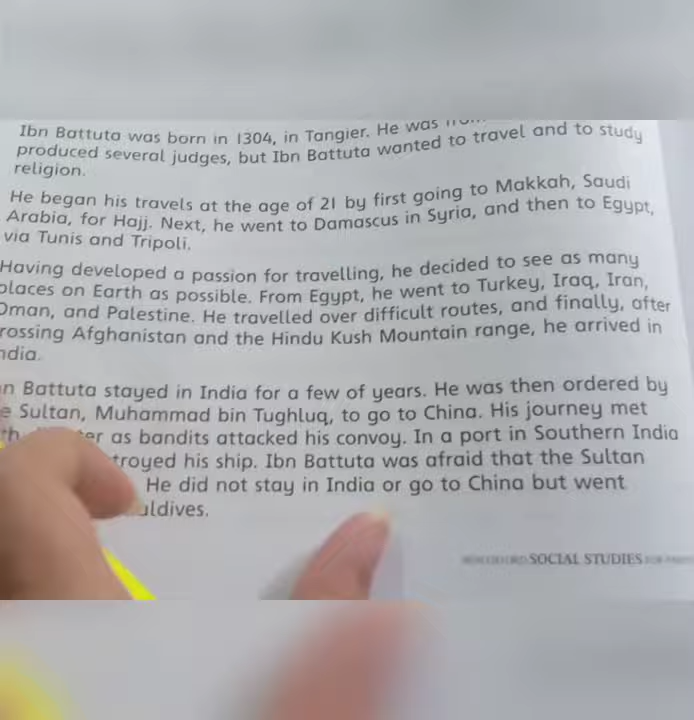 Ibn Battuta was born in 1304, in Tangier. He was
produced several judges, but Ibn Battuta wanted to travel and to study
religion.
He began his travels at the age of 21 by first going to Makkah, Saudi
Arabia, for Hajj. Next, he went to Damascus in Syria, and then to Egypt,
via Tunis and Tripoli.
Having developed a passion for travelling, he decided to see as many
places on Earth as possible. From Egypt, he went to Turkey, Iraq, Iran,
Oman, and Palestine. He travelled over difficult routes, and finally, after
rossing Afghanistan and the Hindu Kush Mountain range, he arrived in
ndia.
n Battuta stayed in India for a few of years. He was then ordered by
e Sultan, Muhammad bin Tughluq, to go to China. His journey met
th ter as bandits attacked his convoy. In a port in Southern India
troyed his ship. Ibn Battuta was afraid that the Sultan
He did not stay in India or go to China but went
aldives.
SOCIAL STUDIES